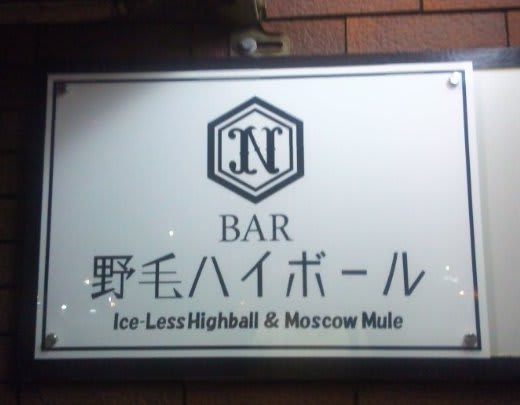 N
BAR
野毛ハイボール
Ice-Less Highball & Moscow Mule